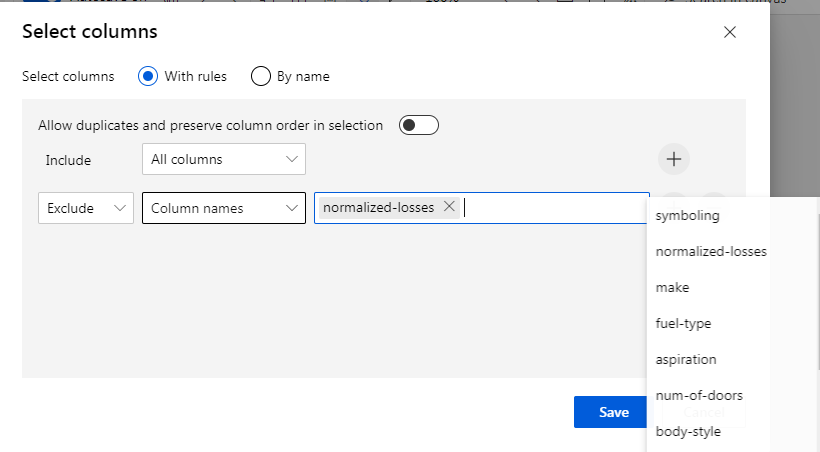 Select columns
Select columns With rules By name
Allow duplicates and preserve column order in selection
Include All columns
Exclude Column names normalized-losses
symboling
normalized-losses
make
fuel-type
aspiration
num-of-doors
Save Cancel
body-style